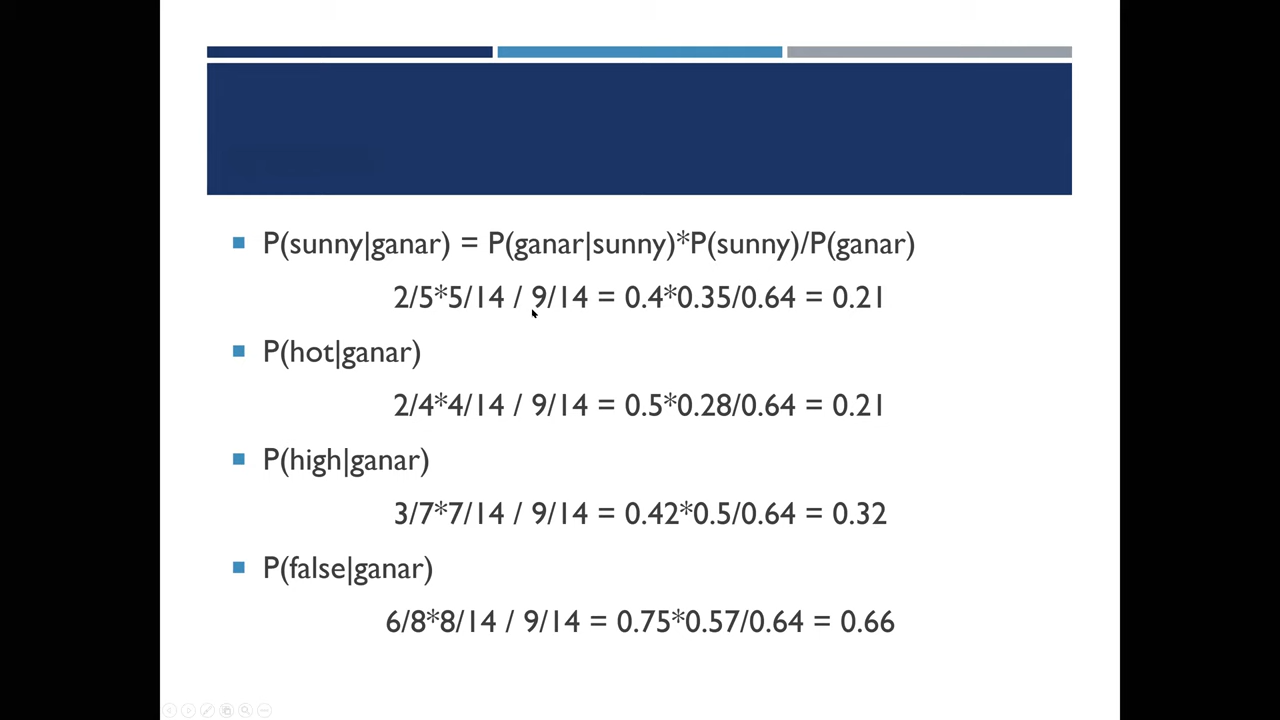 P(sunny|ganar) = P(ganar|sunny)*P(sunny)/P(ganar)
2/5*5/14 / 9/14 = 0.4*0.35/0.64 = 0.21
P(hot|ganar)
2/4*4/14 / 9/14 = 0.5*0.28/0.64 = 0.21
P(high|ganar)
3/7*7/14 / 9/14 = 0.42*0.5/0.64 = 0.32
P(false|ganar)
6/8*8/14 / 9/14 = 0.75*0.57/0.64 = 0.66